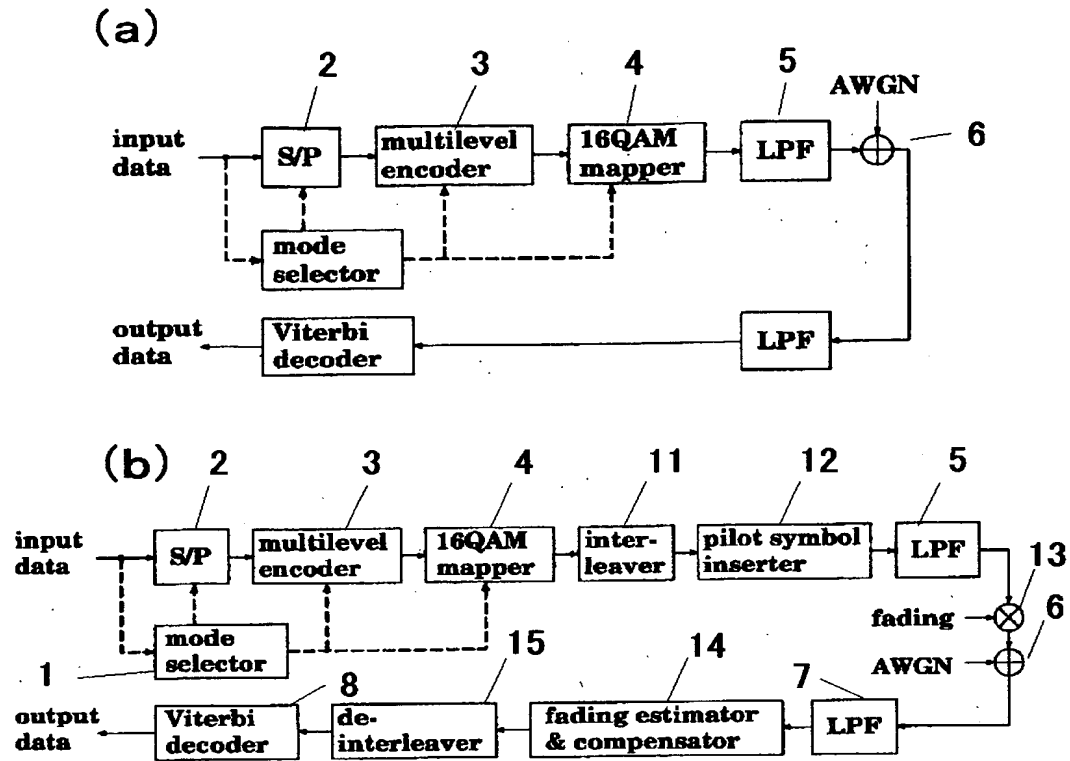 (a)
2
3
4
5
AWGN
6
input
data
S/P
multilevel
encoder
16QAM
mapper
LPF
mode
selector
output
data
Viterbi
decoder
LPF
(b)
2
3
4
11
12
5
input
data
S/P
multilevel
encoder
16QAM
mapper
inter-
leaver
pilot symbol
inserter
LPF
13
fading
6
mode
selector
1
15
14
AWGN
8
7
output
data
Viterbi
decoder
de-
interleaver
fading estimator
& compensator
LPF